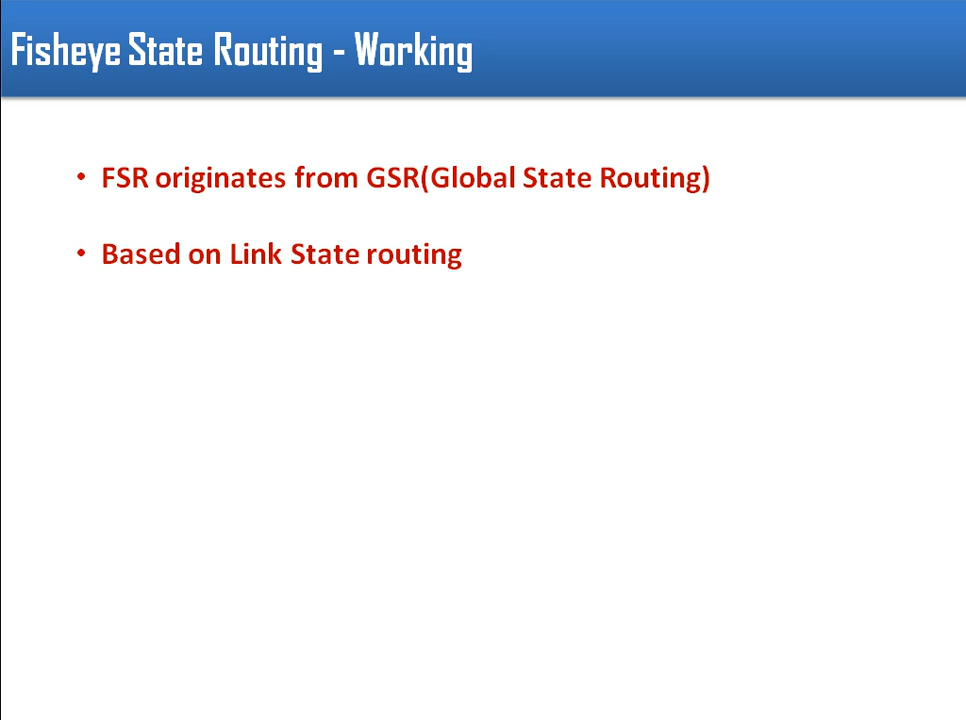 Fisheye State Routing - Working
• FSR originates from GSR(Global State Routing)
• Based on Link State routing